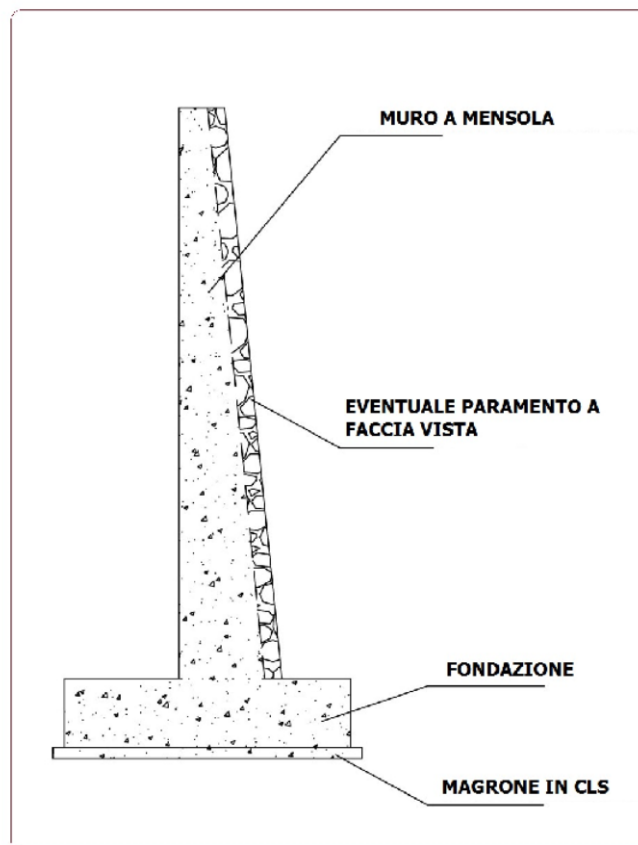 MURO A MENSOLA
EVENTUALE PARAMENTO A
FACCIA VISTA
FONDAZIONE
MAGRONE IN CLS